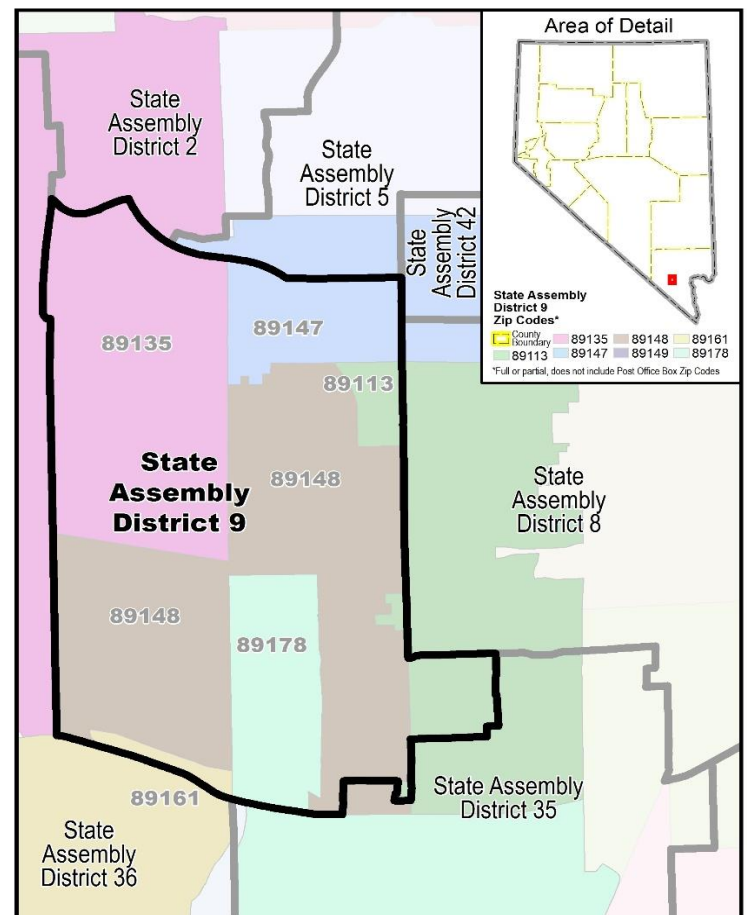 Area of Detail
State Assembly
District 9
Zip Codes*
County
Boundary
89113
89135
89147
89148
89149
89161
89178
*Full or partial, does not include Post Office Box Zip Codes
State
Assembly
District 2
State
Assembly
District 5
State
Assembly
District 42
89135
89147
89113
State
Assembly
District 9
89148
State
Assembly
District 8
89148
89178
89161
State Assembly
District 35
State
Assembly
District 36